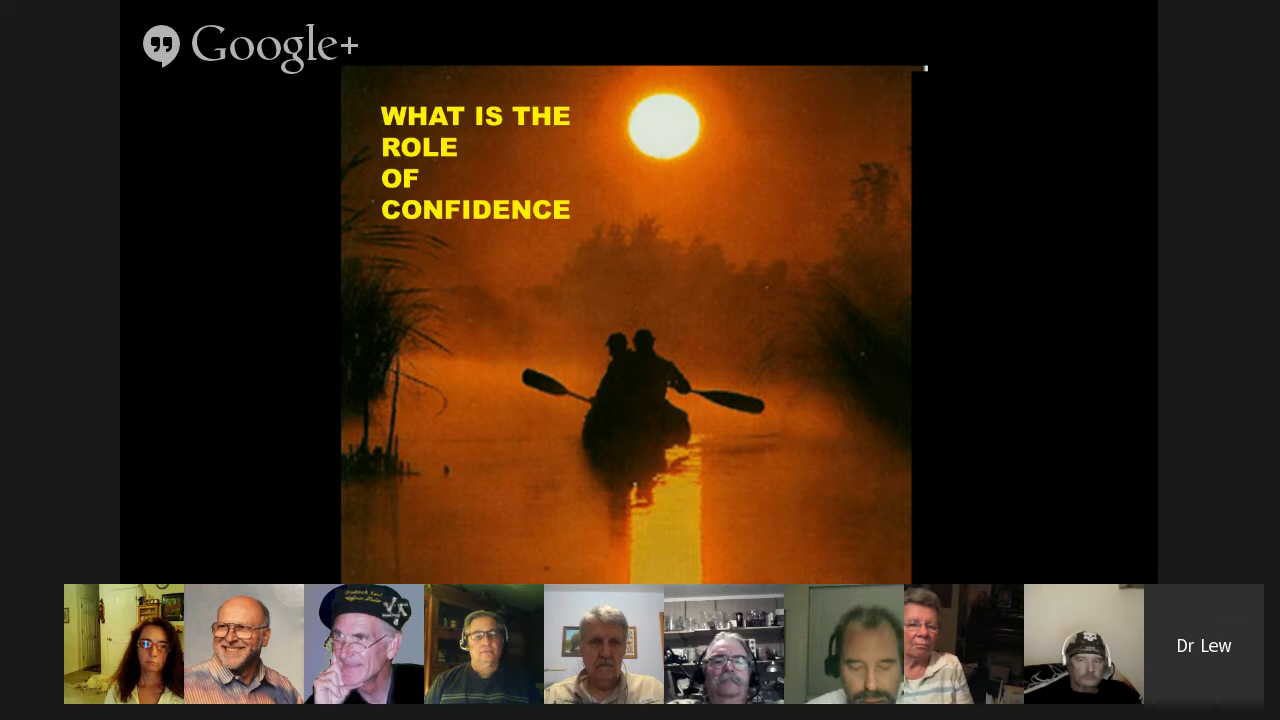 Google+
WHAT IS THE
ROLE
OF
CONFIDENCE
Dr Lew